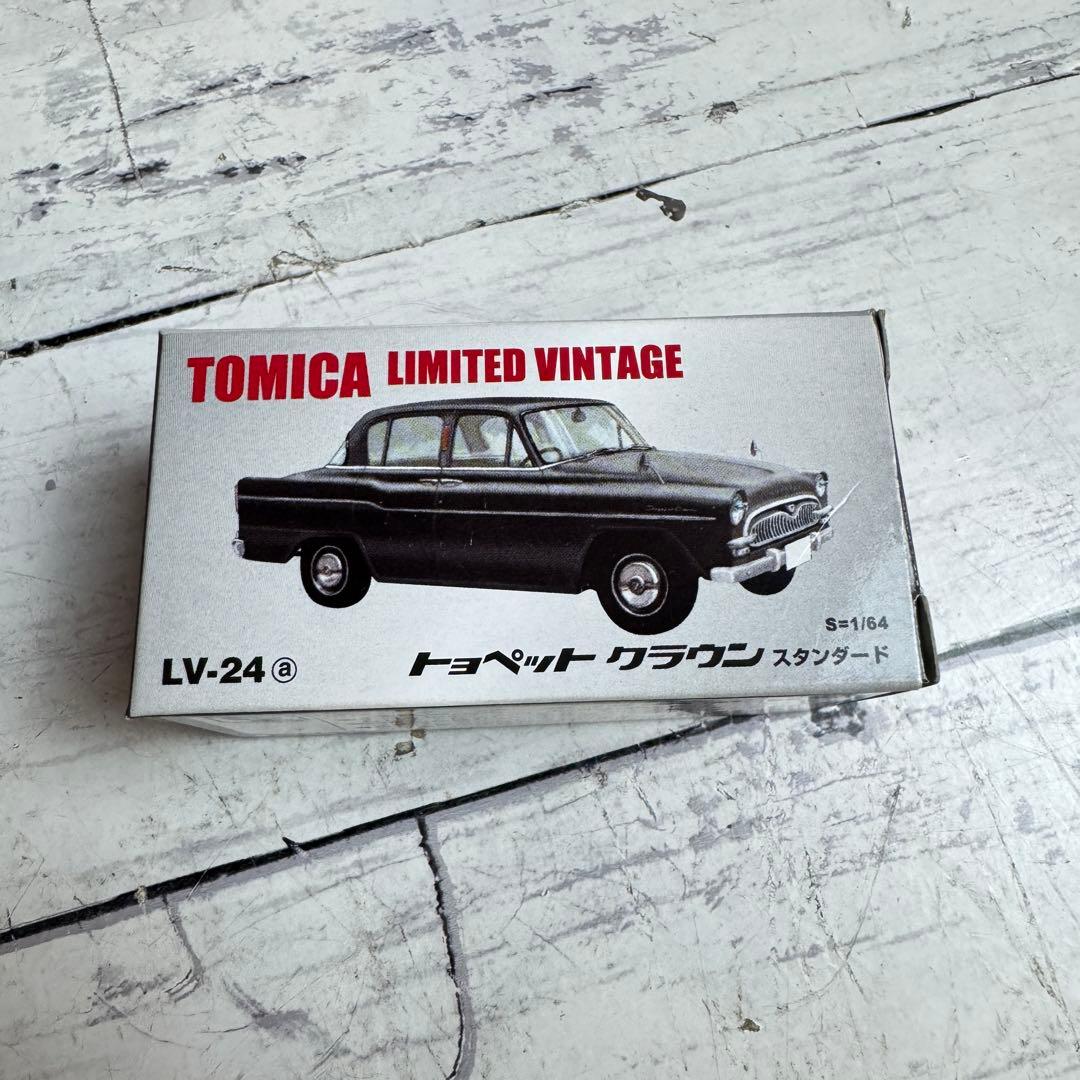 TOMICA LIMITED VINTAGE
S=1/64
LV-24 ⓐ トヨペット クラウン スタンダード